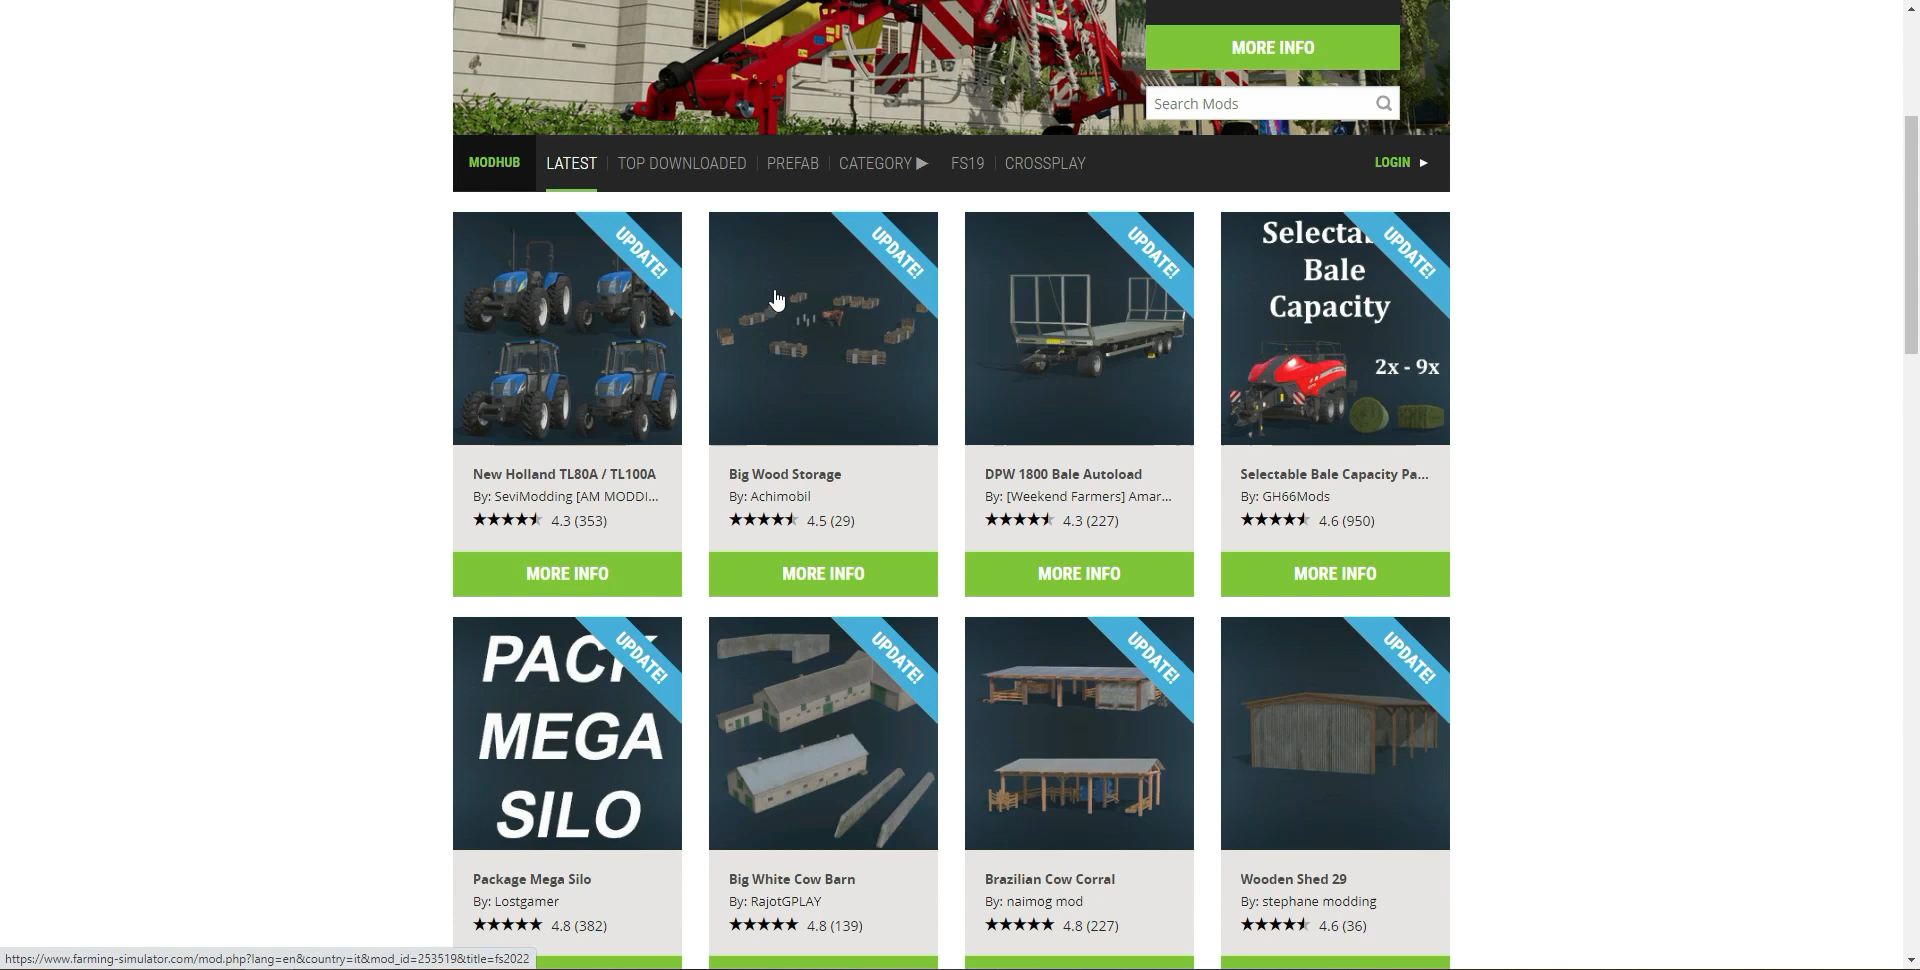 MORE INFO
Search Mods
MODHUB LATEST TOP DOWNLOADED PREFAB CATEGORY ▶ FS19 CROSSPLAY LOGIN ▶
UPDATE!
UPDATE!
UPDATE!
Selecta
Bale
Capacity
2x - 9x
UPDATE!
New Holland TL80A / TL100A
By: SeviModding [AM MODDI...
★★★★ 4.3 (353)
MORE INFO
Big Wood Storage
By: Achimobil
4.5 (29)
MORE INFO
DPW 1800 Bale Autoload
By: [Weekend Farmers] Amar...
4.3 (227)
MORE INFO
Selectable Bale Capacity Pa...
By: GH66Mods
4.6 (950)
MORE INFO
PACK
MEGA
SILO
UPDATE!
UPDATE!
UPDATE!
UPDATE!
Package Mega Silo
By: Lostgamer
4.8 (382)
Big White Cow Barn
By: RajotGPLAY
4.8 (139)
Brazilian Cow Corral
By: naimog mod
4.8 (227)
Wooden Shed 29
By: stephane modding
4.6 (36)
https://www.farming-simulator.com/mod.php?lang=en&country=it&mod_id=253519&title=fs2022